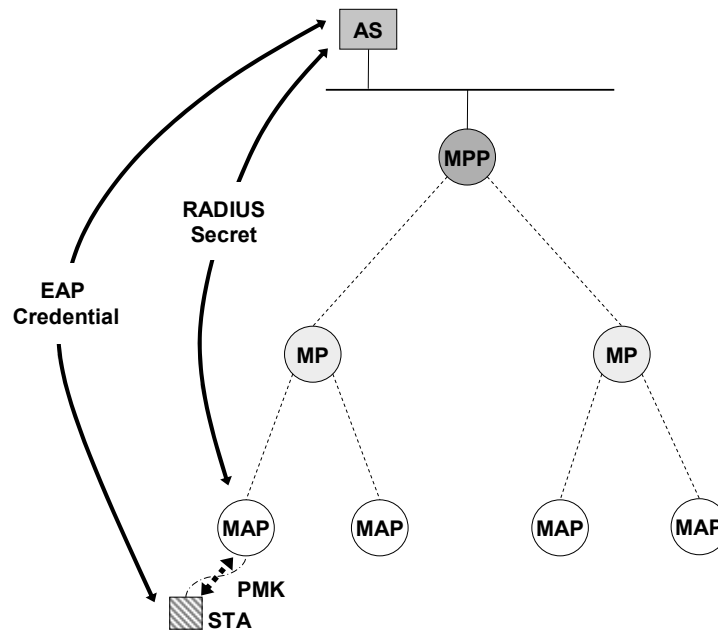 AS
MPP
RADIUS
Secret
EAP
Credential
MP
MP
MAP
MAP
MAP
MAP
PMK
STA